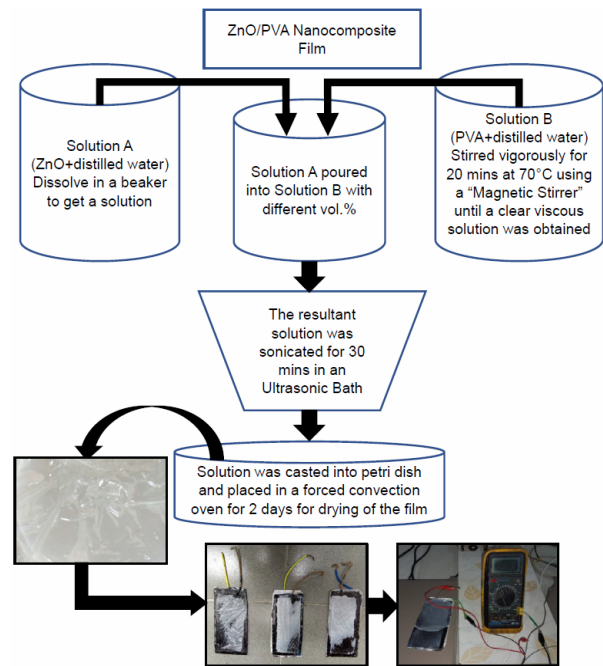 ZnO/PVA Nanocomposite
Film
Solution A
(ZnO+distilled water)
Dissolve in a beaker
to get a solution
Solution A poured
into Solution B with
different vol.%
Solution B
(PVA+distilled water)
Stirred vigorously for
20 mins at 70°C using
a “Magnetic Stirrer”
until a clear viscous
solution was obtained
The resultant
solution was
sonicated for 30
mins in an
Ultrasonic Bath
Solution was casted into petri dish
and placed in a forced convection
oven for 2 days for drying of the film